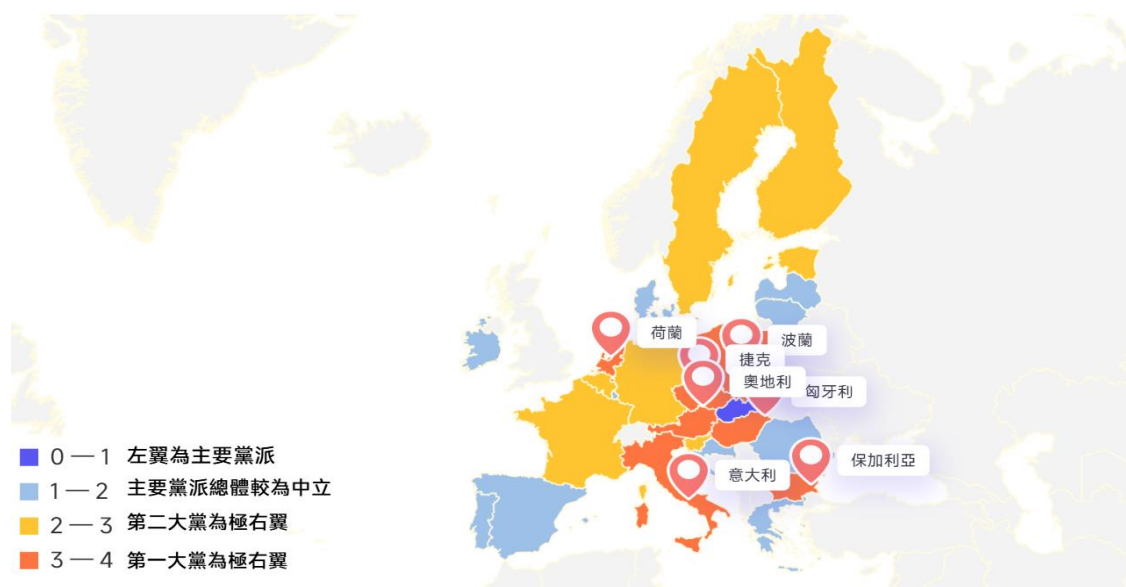 荷蘭
波蘭
捷克
奧地利
匈牙利
保加利亞
意大利
0 — 1 左翼為主要黨派
1 — 2 主要黨派總體較為中立
2 — 3 第二大黨為極右翼
3 — 4 第一大黨為極右翼